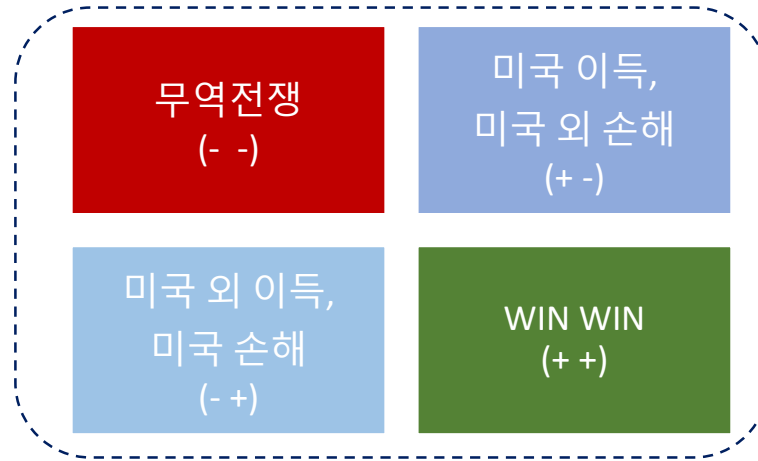 무역전쟁
(- -)
미국 이득,
미국 외 손해
(+ -)
미국 외 이득,
미국 손해
(- +)
WIN WIN
(+ +)